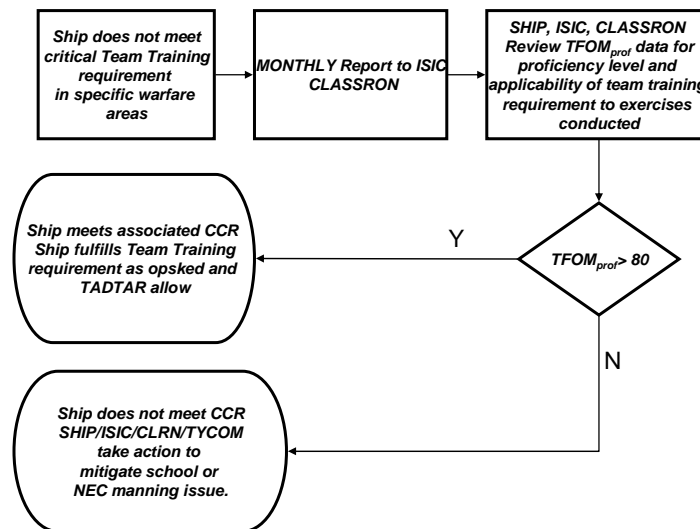 Ship does not meet
critical Team Training
requirement
in specific warfare
areas
MONTHLY Report to ISIC
CLASSRON
SHIP, ISIC, CLASSRON
Review TFOMprof data for
proficiency level and
applicability of team training
requirement to exercises
conducted
Ship meets associated CCR
Ship fulfills Team Training
requirement as opsked and
TADTAR allow
Y
TFOMprof> 80
N
Ship does not meet CCR
SHIP/ISIC/CLRN/TYCOM
take action to
mitigate school or
NEC manning issue.